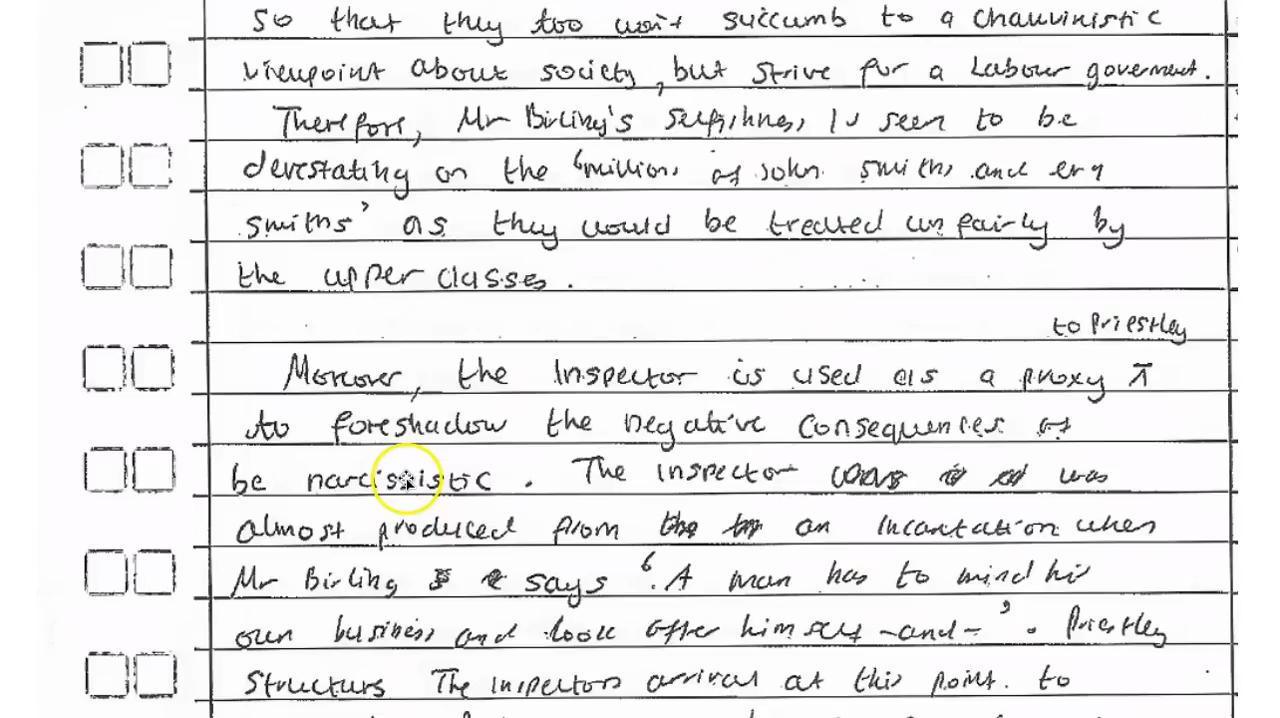 so that they too won't succumb to a chauvinistic
viewpoint about society, but strive for a Labour goverment.
Therefore, Mr Birling's selfishness is seen to be
devestating on the 'millions of John smiths and eva
smiths' as they would be treated unfairly by
the upper classes.
to Priestley
Moreover, the Inspector is used as a proxy ⊼
to foreshadow the negative consequences of
be narcissistic. The inspector was
almost produced from an incantation when
Mr Birling says '. A man has to mind his
own business and look after himself -and-'. Priestley
structurs The inspectors arrival at this point. to